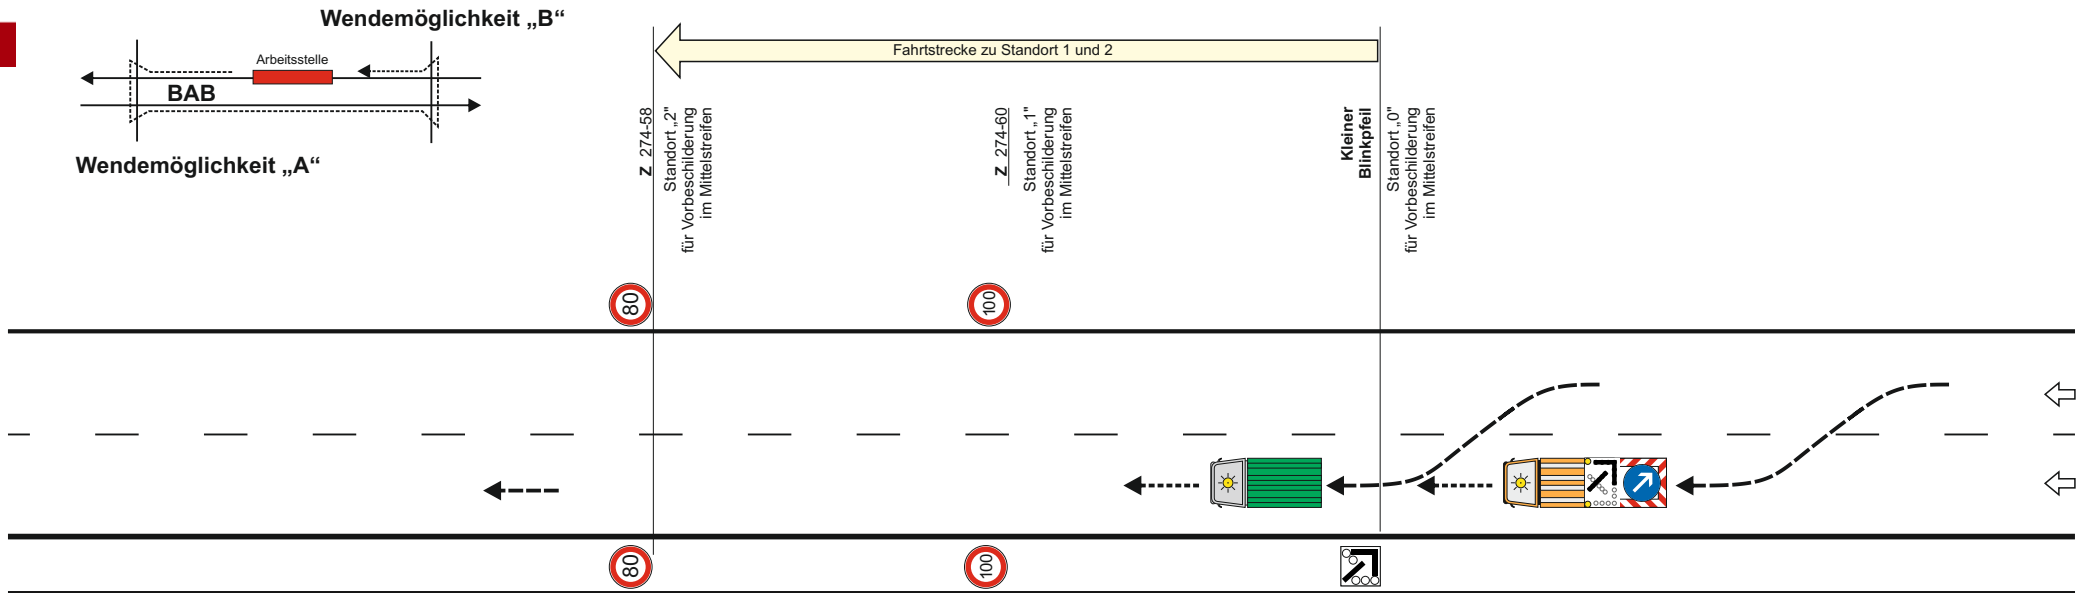 Wendemöglichkeit „B“
Arbeitsstelle
BAB
Wendemöglichkeit „A“
Fahrtstrecke zu Standort 1 und 2
Z 274-58
Standort „2"
für Vorbeschilderung
im Mittelstreifen
Z 274-60
Standort „1"
für Vorbeschilderung
im Mittelstreifen
Kleiner
Blinkpfeil
Standort „0"
für Vorbeschilderung
im Mittelstreifen
80
100
80
100